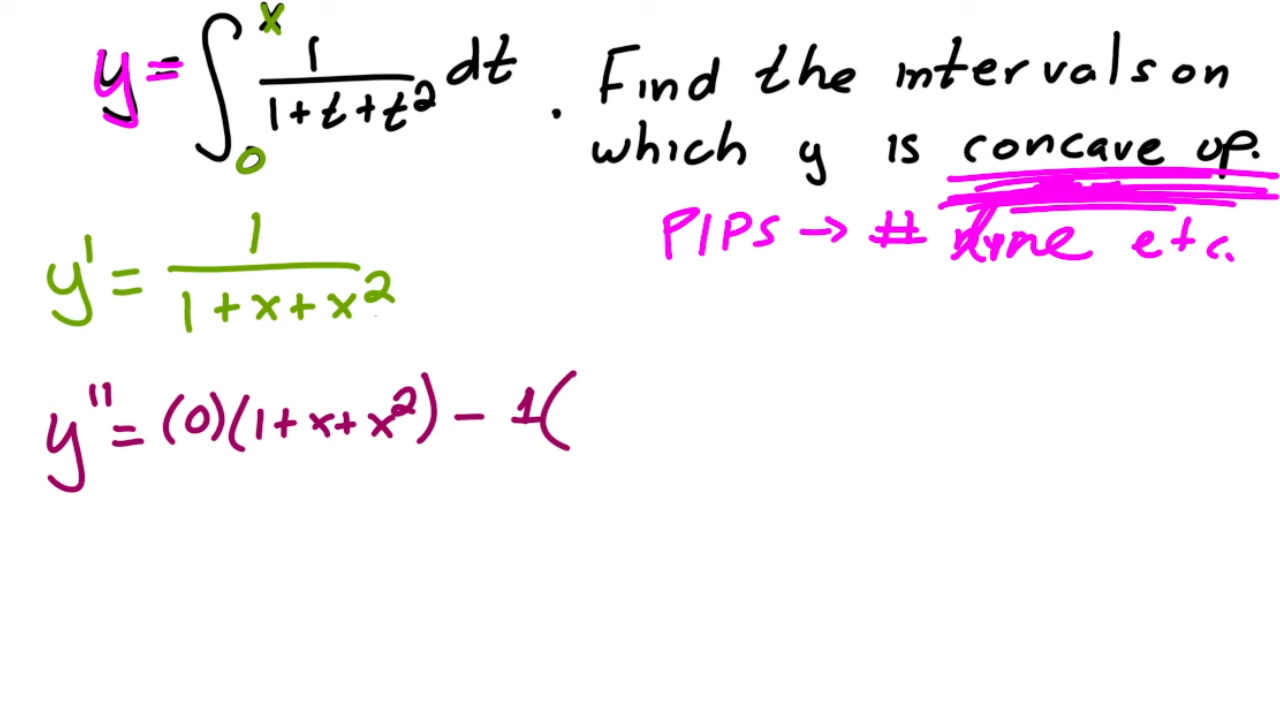 y = ∫₀ˣ 1/(1+t+t²) dt . Find the intervals on
which y is concave up.
PIPS → # line etc.
y' = 1/(1+x+x²)
y'' = (0)(1+x+x²) - 1(